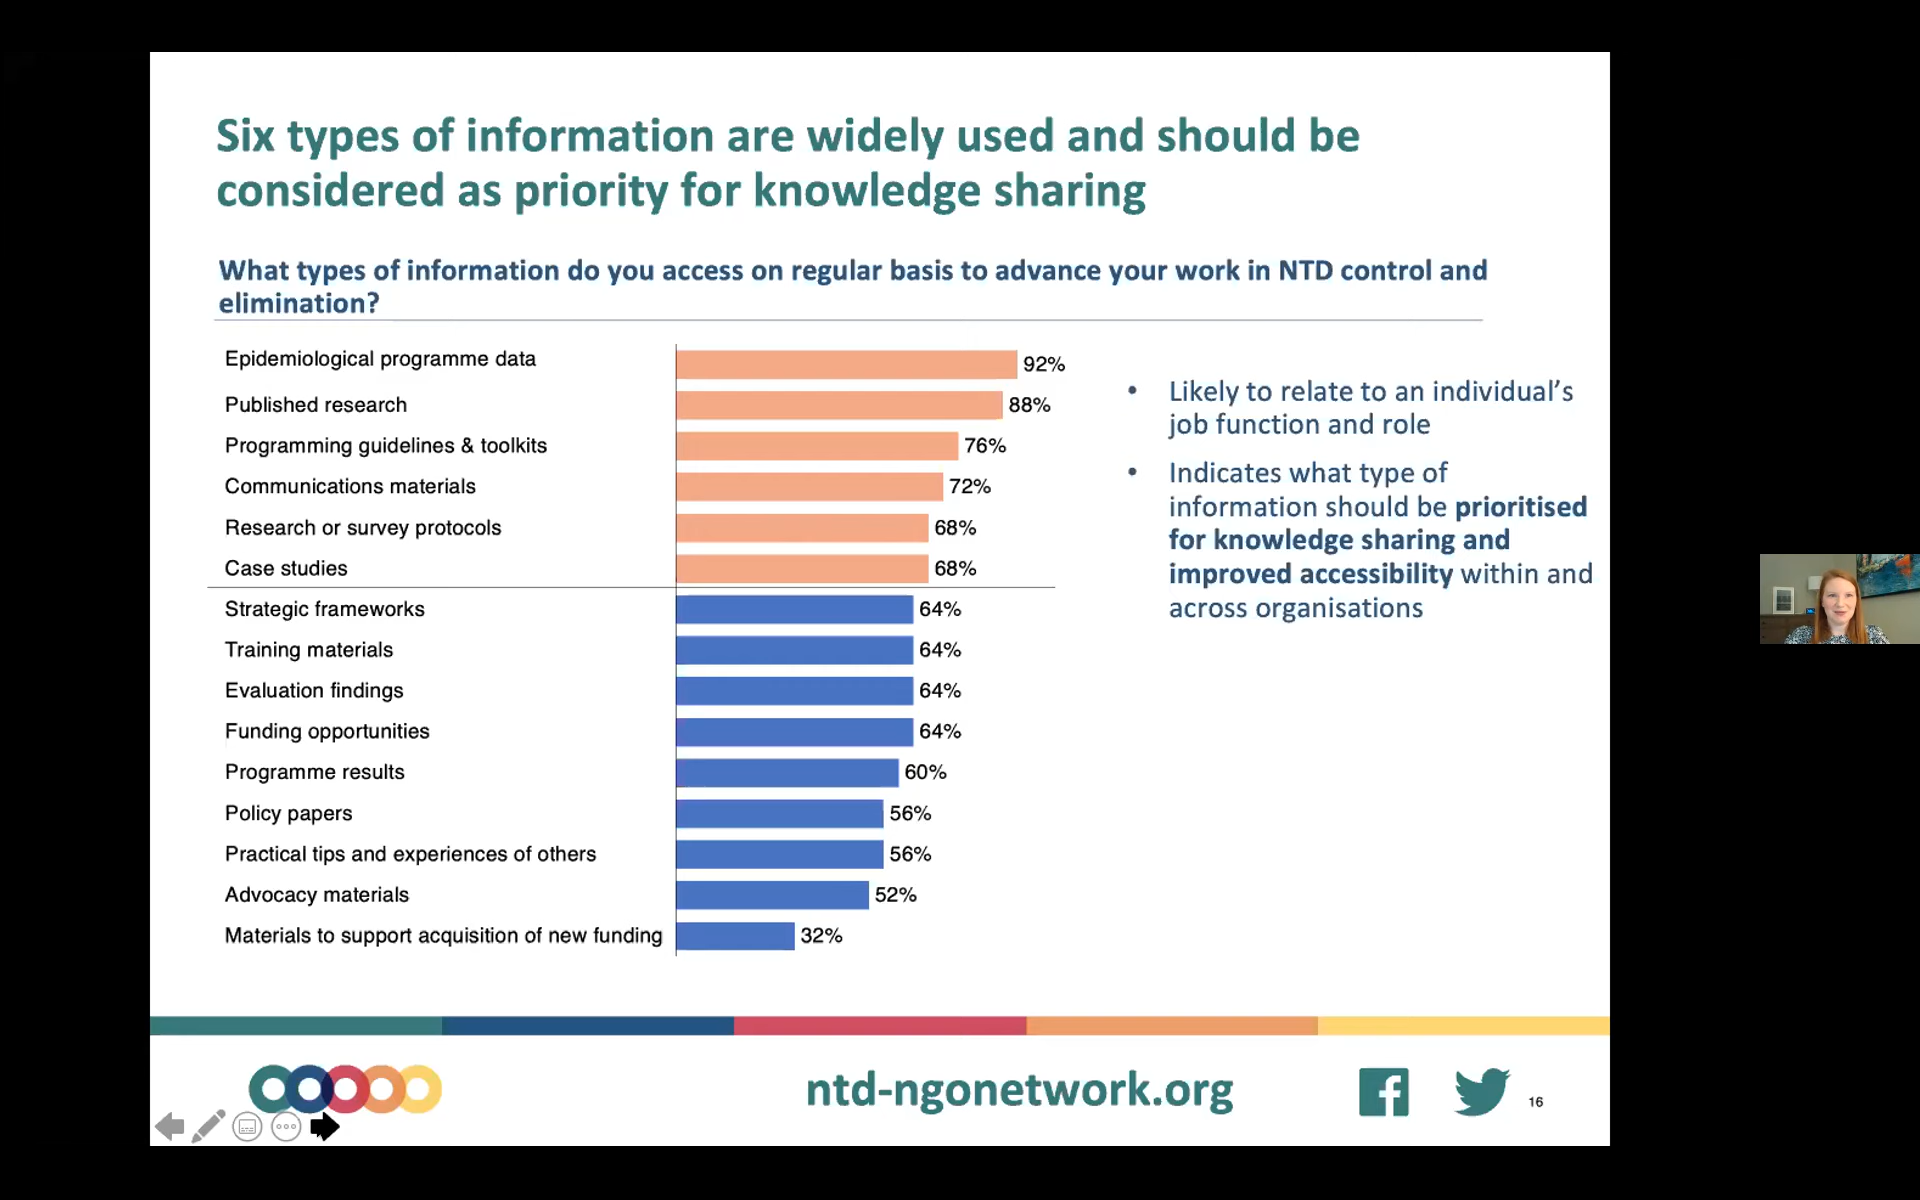 Six types of information are widely used and should be
considered as priority for knowledge sharing
What types of information do you access on regular basis to advance your work in NTD control and
elimination?
Epidemiological programme data 92%
Published research 88%
Programming guidelines & toolkits 76%
Communications materials 72%
Research or survey protocols 68%
Case studies 68%
Strategic frameworks 64%
Training materials 64%
Evaluation findings 64%
Funding opportunities 64%
Programme results 60%
Policy papers 56%
Practical tips and experiences of others 56%
Advocacy materials 52%
Materials to support acquisition of new funding 32%
• Likely to relate to an individual's
job function and role
• Indicates what type of
information should be prioritised
for knowledge sharing and
improved accessibility within and
across organisations
ntd-ngonetwork.org
16